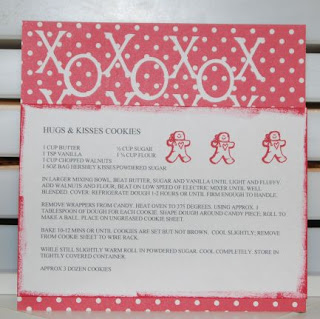 XOXOXOX
XOXOXOX
HUGS & KISSES COOKIES
1 CUP BUTTER ½ CUP SUGAR
1 TSP VANILLA 1 ¾ CUP FLOUR
1 CUP CHOPPED WALNUTS
1 5OZ BAG HERSHEY KISSES POWDERED SUGAR
IN LARGER MIXING BOWL, BEAT BUTTER, SUGAR AND VANILLA UNTIL LIGHT AND FLUFFY.
ADD WALNUTS AND FLOUR, BEAT ON LOW SPEED OF ELECTRIC MIXER UNTIL WELL
BLENDED. COVER; REFRIGERATE DOUGH 1-2 HOURS OR UNTIL FIRM ENOUGH TO HANDLE.
REMOVE WRAPPERS FROM CANDY. HEAT OVEN TO 375 DEGREES. USING APPROX. 1
TABLESPOON OF DOUGH FOR EACH COOKIE. SHAPE DOUGH AROUND CANDY PIECE; ROLL TO
MAKE A BALL. PLACE ON UNGREASED COOKIE SHEET.
BAKE 10-12 MINS OR UNTIL COOKIES ARE SET BUT NOT BROWN. COOL SLIGHTLY; REMOVE
FROM COOKIE SHEET TO WIRE RACK.
WHILE STILL SLIGHTLY WARM ROLL IN POWDERED SUGAR. COOL COMPLETELY. STORE IN
TIGHTLY COVERED CONTAINER.
APPROX 3 DOZEN COOKIES